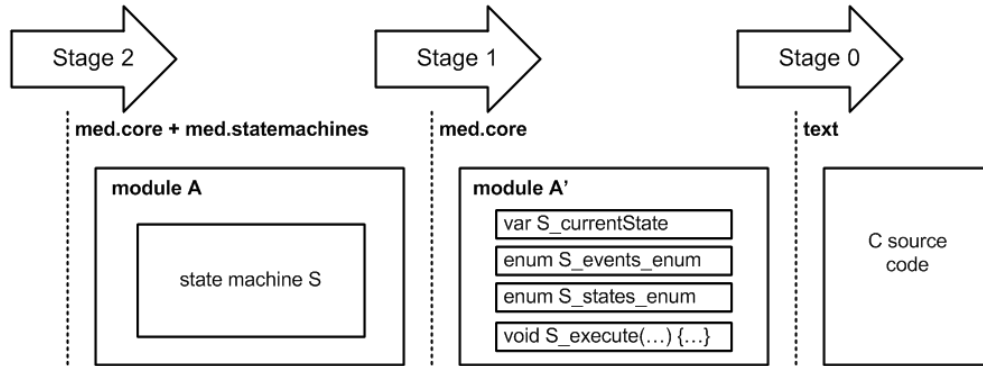 Stage 2
Stage 1
Stage 0
med.core + med.statemachines
med.core
text
module A
state machine S
module A’
var S_currentState
enum S_events_enum
enum S_states_enum
void S_execute(…) {…}
C source
code